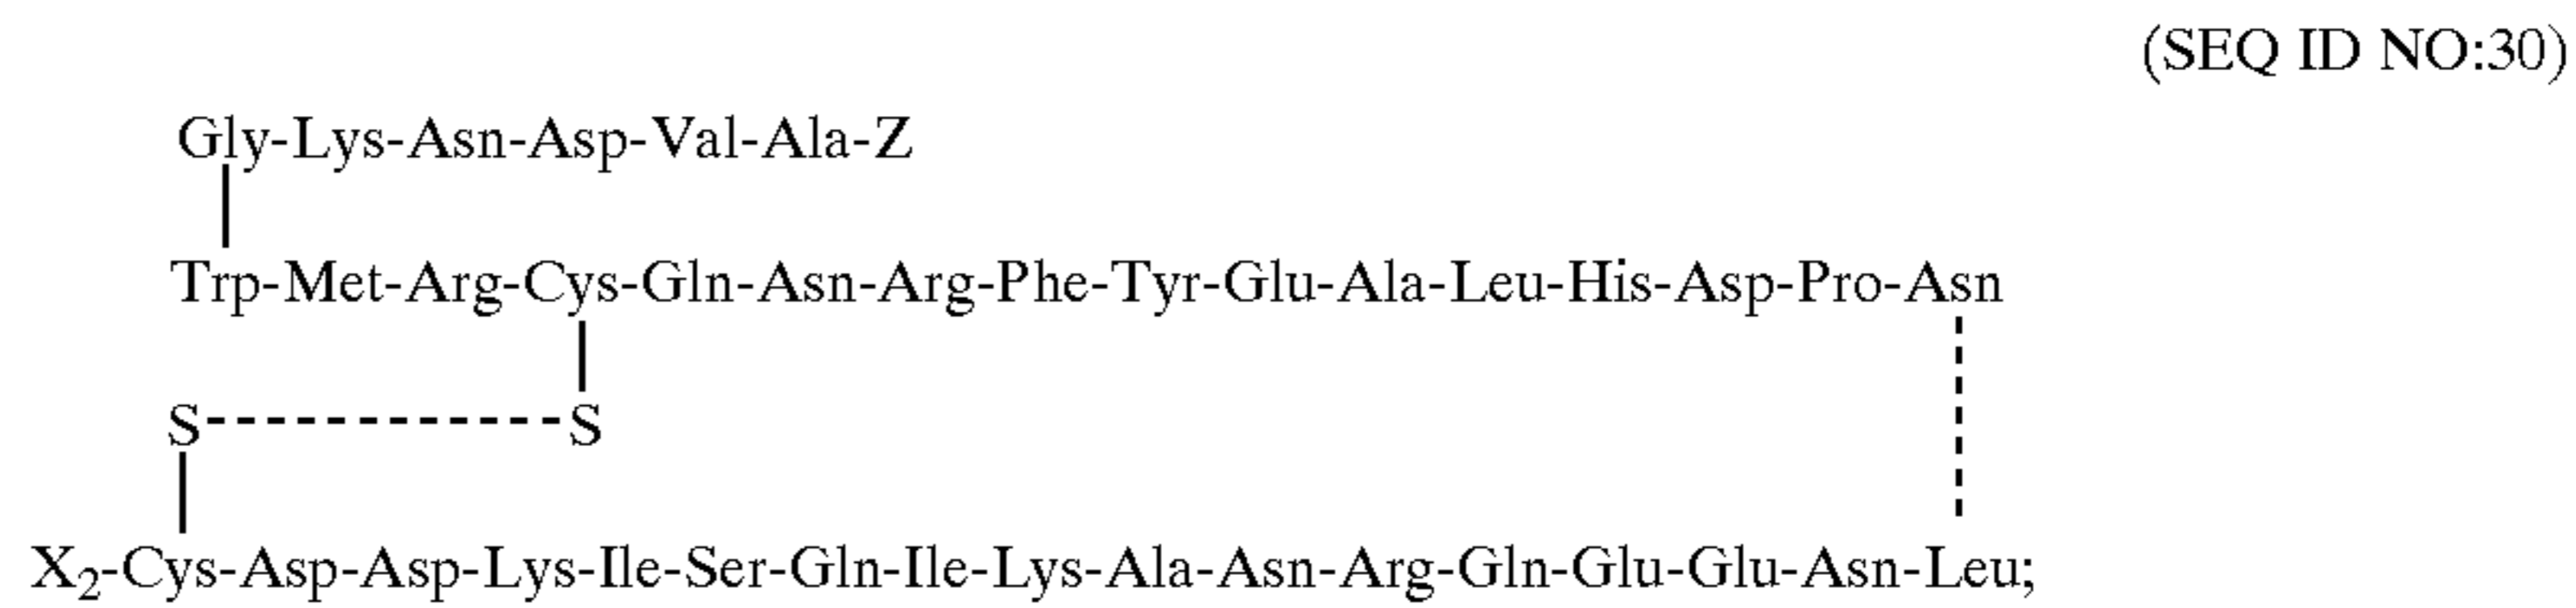 (SEQ ID NO:30)
Gly-Lys-Asn-Asp-Val-Ala-Z
Trp-Met-Arg-Cys-Gln-Asn-Arg-Phe-Tyr-Glu-Ala-Leu-His-Asp-Pro-Asn
S-----------S
X₂-Cys-Asp-Asp-Lys-Ile-Ser-Gln-Ile-Lys-Ala-Asn-Arg-Gln-Glu-Glu-Asn-Leu;